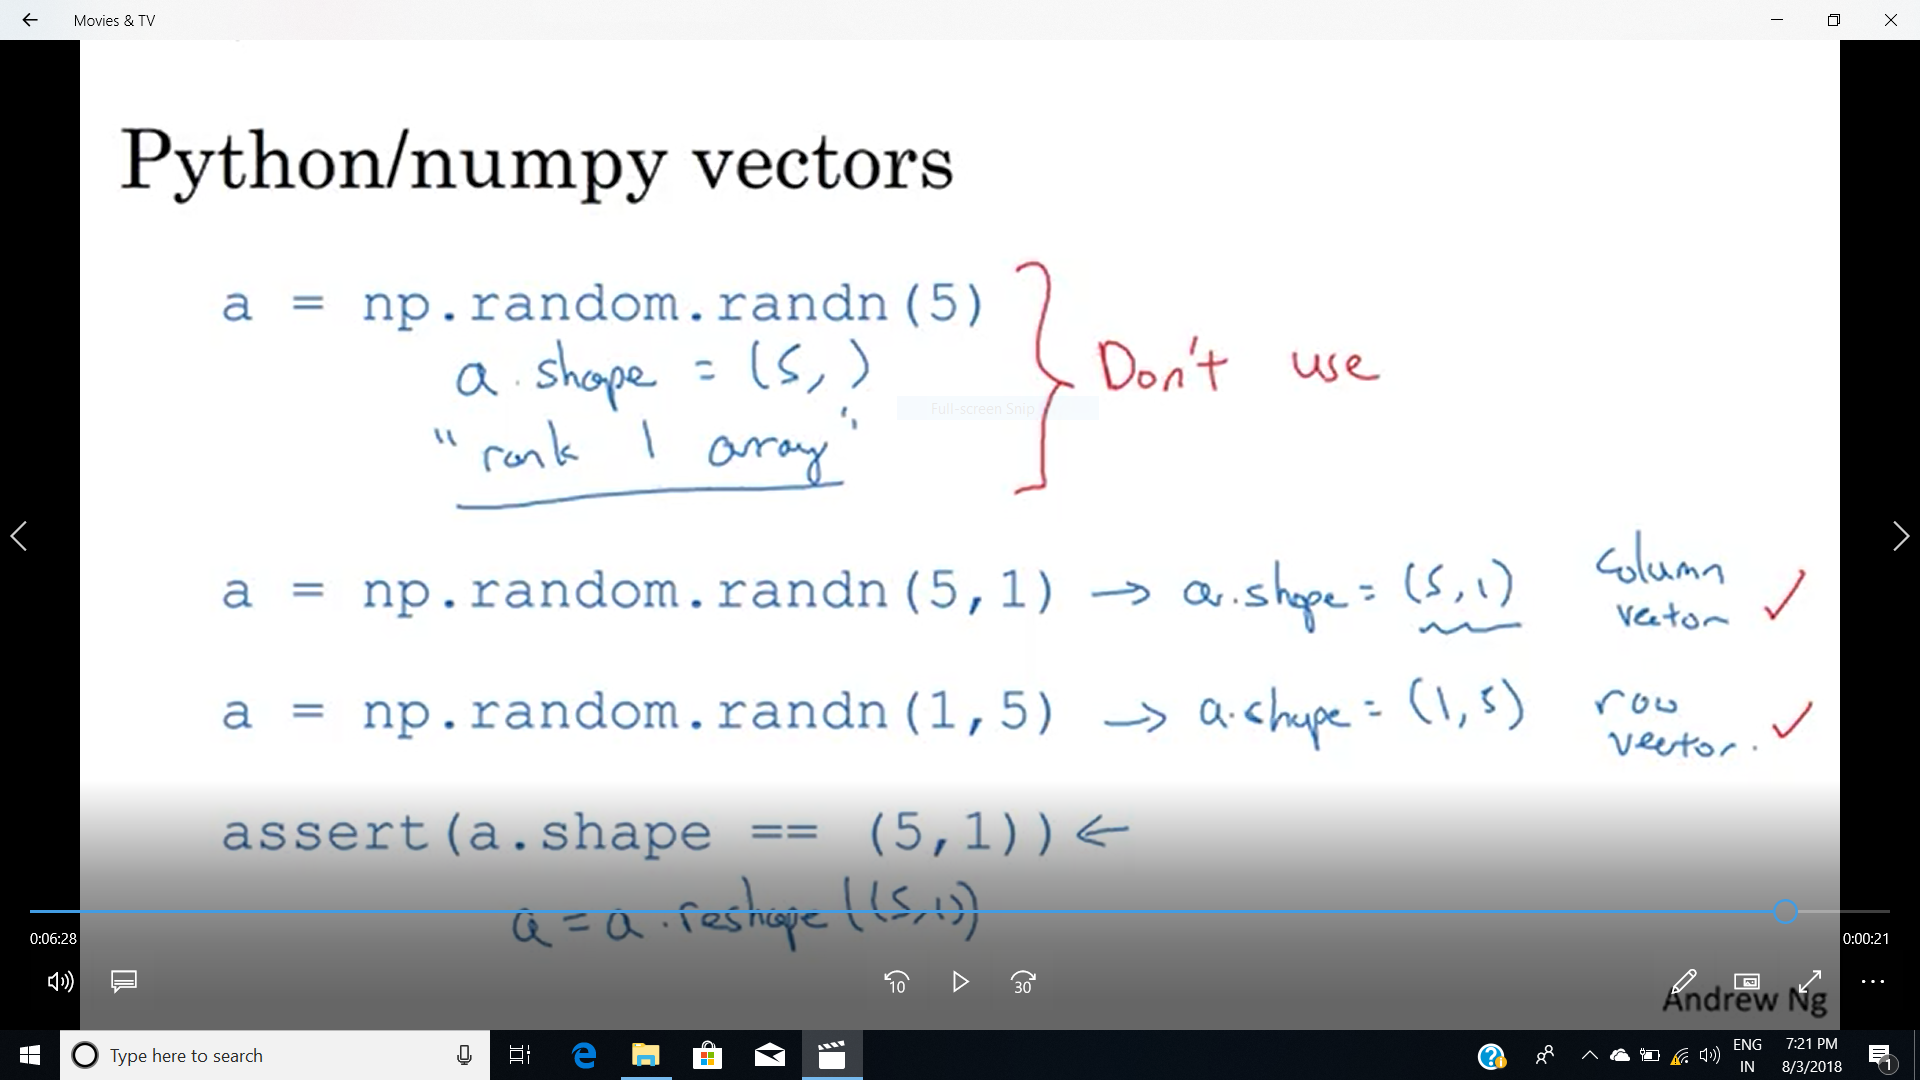 Movies & TV
Python/numpy vectors
a = np.random.randn(5)
a.shape = (5,)
"rank 1 array"
Don't use
Full-screen Snip
a = np.random.randn(5,1) → a.shape = (5,1) column vector ✓
a = np.random.randn(1,5) → a.shape = (1,5) row vector. ✓
assert(a.shape == (5,1)) ←
a = a.reshape((5,1))
0:06:28
0:00:21
10
30
Andrew Ng
Type here to search
ENG
IN
7:21 PM
8/3/2018
1